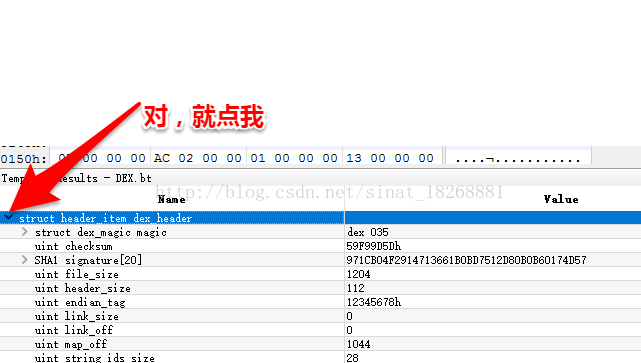 对，就点我
0150h: 00 00 00 AC 02 00 00 01 00 00 00 13 00 00 00 ....¬...........
Results - DEX.bt
http://blog.csdn.net/sinat_18268881
Name Value
struct header_item dex_header
struct dex_magic magic dex 035
uint checksum 59F99D5Dh
SHA1 signature[20] 971CB04F2914713661B0BD7512D80B0B60174D57
uint file_size 1204
uint header_size 112
uint endian_tag 12345678h
uint link_size 0
uint link_off 0
uint map_off 1044
uint string_ids_size 28